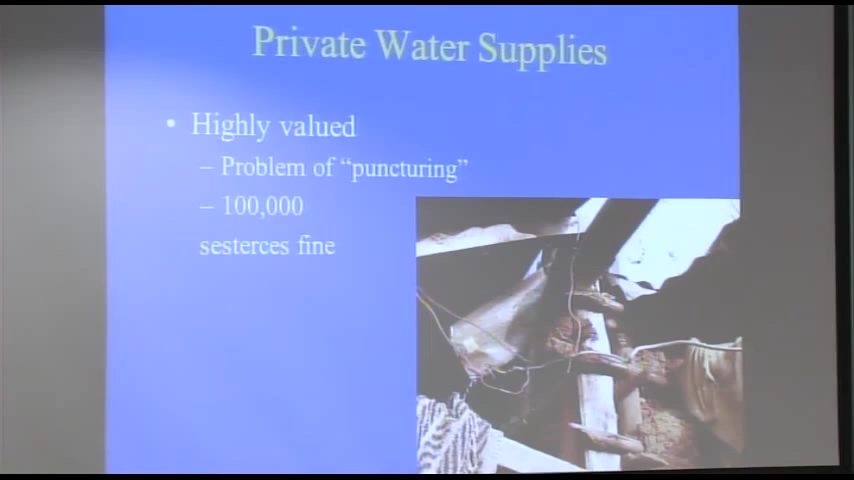 Private Water Supplies
• Highly valued
– Problem of “puncturing”
– 100,000
sesterces fine